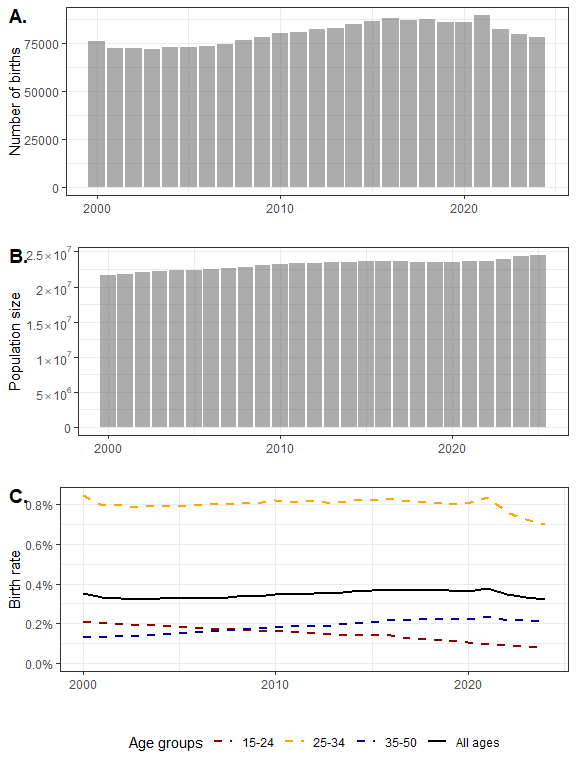 A.
Number of births
75000
50000
25000
0
2000 2010 2020
B.
Population size
2.5×10⁷
2×10⁷
1.5×10⁷
1×10⁷
5×10⁶
0
2000 2010 2020
C.
Birth rate
0.8%
0.6%
0.4%
0.2%
0.0%
2000 2010 2020
Age groups 15-24 25-34 35-50 All ages